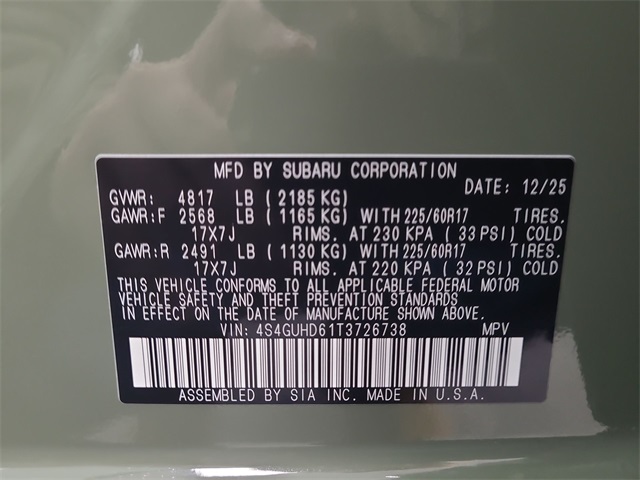 MFD BY SUBARU CORPORATION
DATE: 12/25
GVWR: 4817 LB ( 2185 KG)
GAWR:F 2568 LB ( 1165 KG) WITH 225/60R17 TIRES.
17X7J RIMS. AT 230 KPA ( 33 PSI) COLD
GAWR:R 2491 LB ( 1130 KG) WITH 225/60R17 TIRES.
17X7J RIMS. AT 220 KPA ( 32 PSI) COLD
THIS VEHICLE CONFORMS TO ALL APPLICABLE FEDERAL MOTOR
VEHICLE SAFETY AND THEFT PREVENTION STANDARDS
IN EFFECT ON THE DATE OF MANUFACTURE SHOWN ABOVE.
VIN: 4S4GUHD61T3726738 MPV
ASSEMBLED BY SIA INC. MADE IN U.S.A.